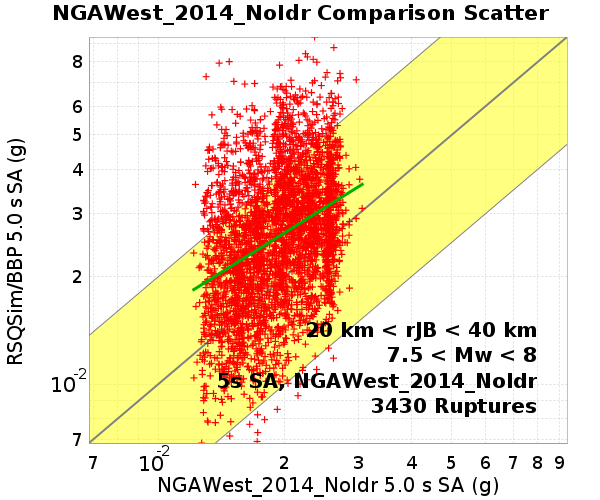 NGAWest_2014_NoIdr Comparison Scatter
RSQSim/BBP 5.0 s SA (g)
8
6
5
4
3
2
10-2
7
20 km < rJB < 40 km
7.5 < Mw < 8
5s SA, NGAWest_2014_NoIdr
3430 Ruptures
7 10-2 2 3 4 5 6 7 8 9
NGAWest_2014_NoIdr 5.0 s SA (g)